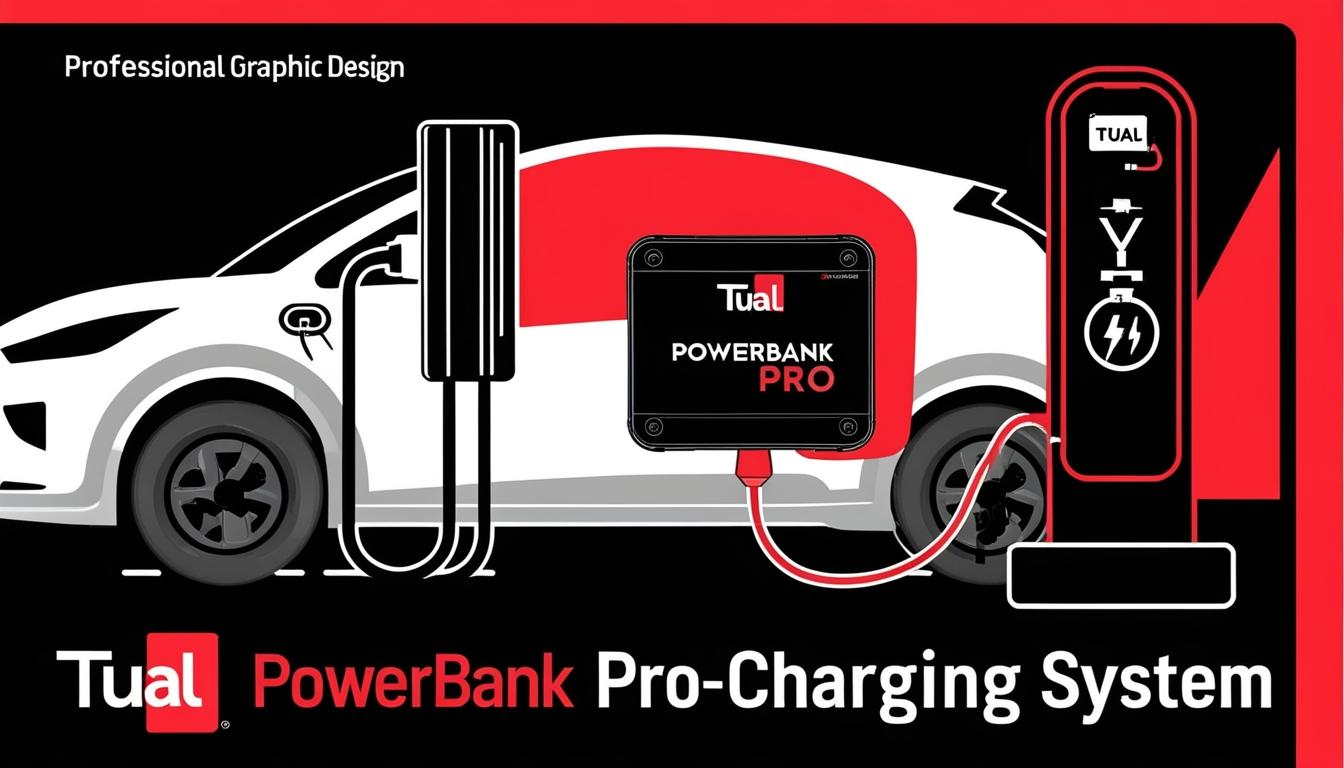 Professional Graphic Design
TUAL
Tual
POWERBANK
PRO
Tual® PowerBank Pro-Charging System